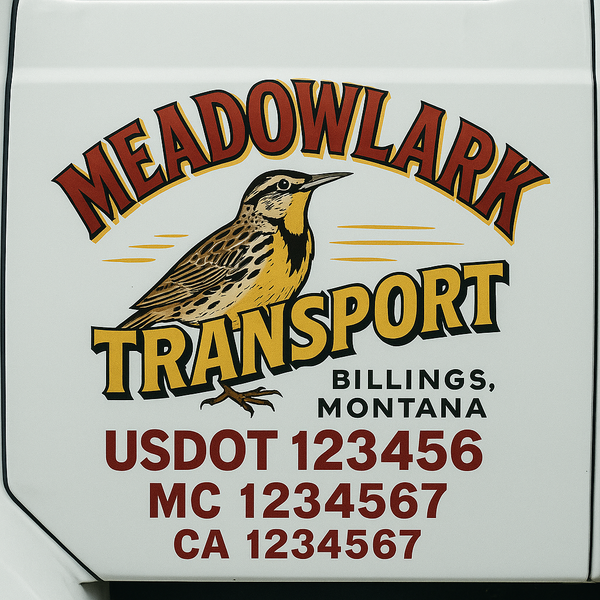 MEADOWLARK
TRANSPORT
BILLINGS,
MONTANA
USDOT 123456
MC 1234567
CA 1234567